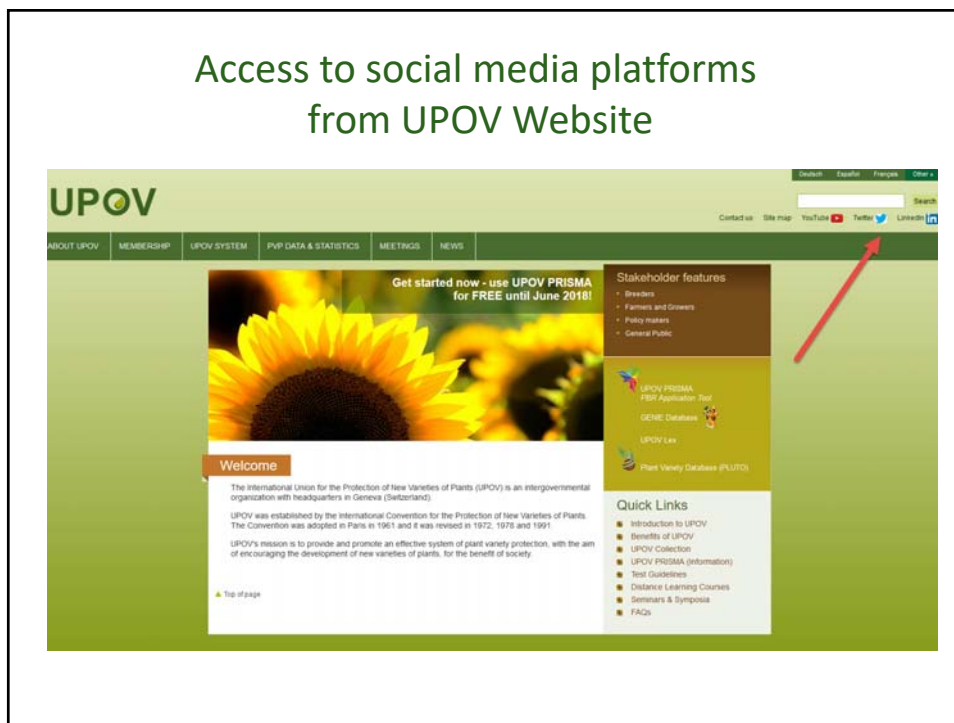 Access to social media platforms
from UPOV Website
Deutsch Español Français Other
UPOV
Search
Contact us Site map YouTube Twitter LinkedIn in
ABOUT UPOV MEMBERSHIP UPOV SYSTEM PVP DATA & STATISTICS MEETINGS NEWS
Get started now - use UPOV PRISMA
for FREE until June 2018!
Stakeholder features
Breeders
Farmers and Growers
Policy makers
General Public
UPOV PRISMA
PBR Application Tool
GENIE Database
UPOV Lex
Plant Variety Database (PLUTO)
Welcome
The International Union for the Protection of New Varieties of Plants (UPOV) is an intergovernmental
organization with headquarters in Geneva (Switzerland).
UPOV was established by the International Convention for the Protection of New Varieties of Plants.
The Convention was adopted in Paris in 1961 and it was revised in 1972, 1978 and 1991.
UPOV's mission is to provide and promote an effective system of plant variety protection, with the aim
of encouraging the development of new varieties of plants, for the benefit of society.
Top of page
Quick Links
Introduction to UPOV
Benefits of UPOV
UPOV Collection
UPOV PRISMA (Information)
Test Guidelines
Distance Learning Courses
Seminars & Symposia
FAQs